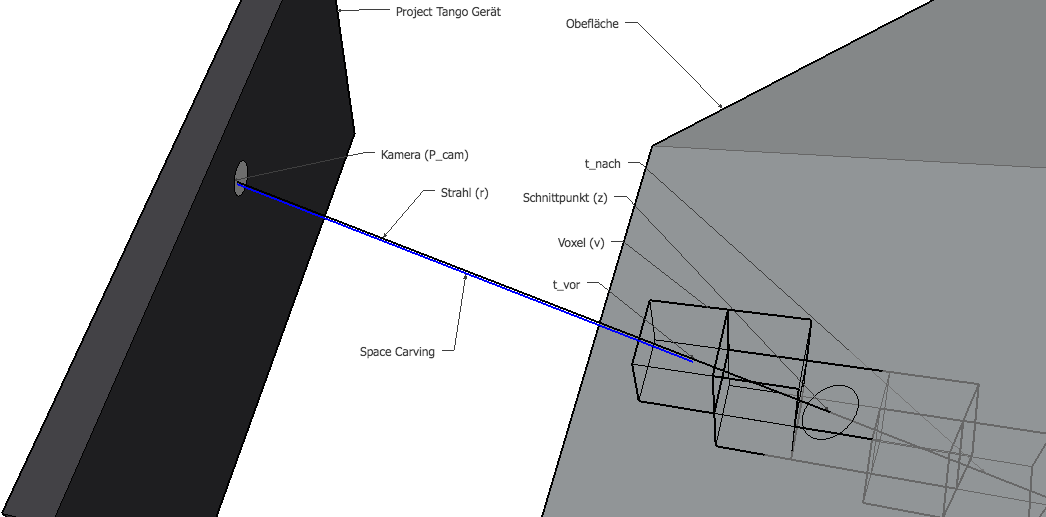 Project Tango Gerät
Obefläche
Kamera (P_cam)
t_nach
Strahl (r)
Schnittpunkt (z)
Voxel (v)
t_vor
Space Carving